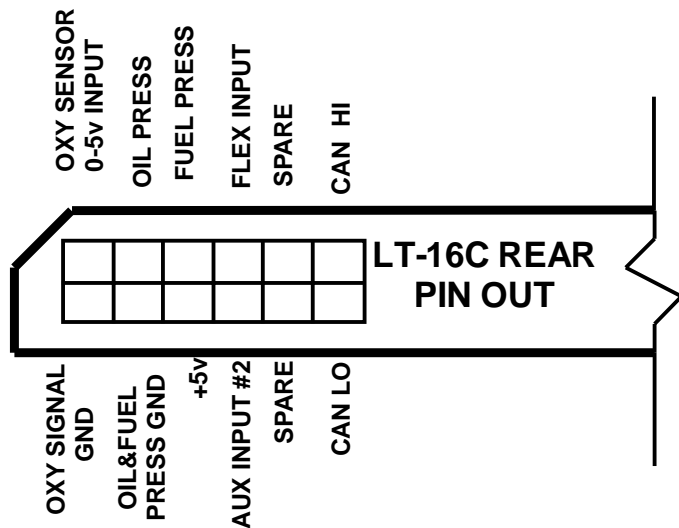 OXY SENSOR
0-5v INPUT
OIL PRESS
FUEL PRESS
FLEX INPUT
SPARE
CAN HI
LT-16C REAR
PIN OUT
OXY SIGNAL
GND
OIL&FUEL
PRESS GND
+5v
AUX INPUT #2
SPARE
CAN LO